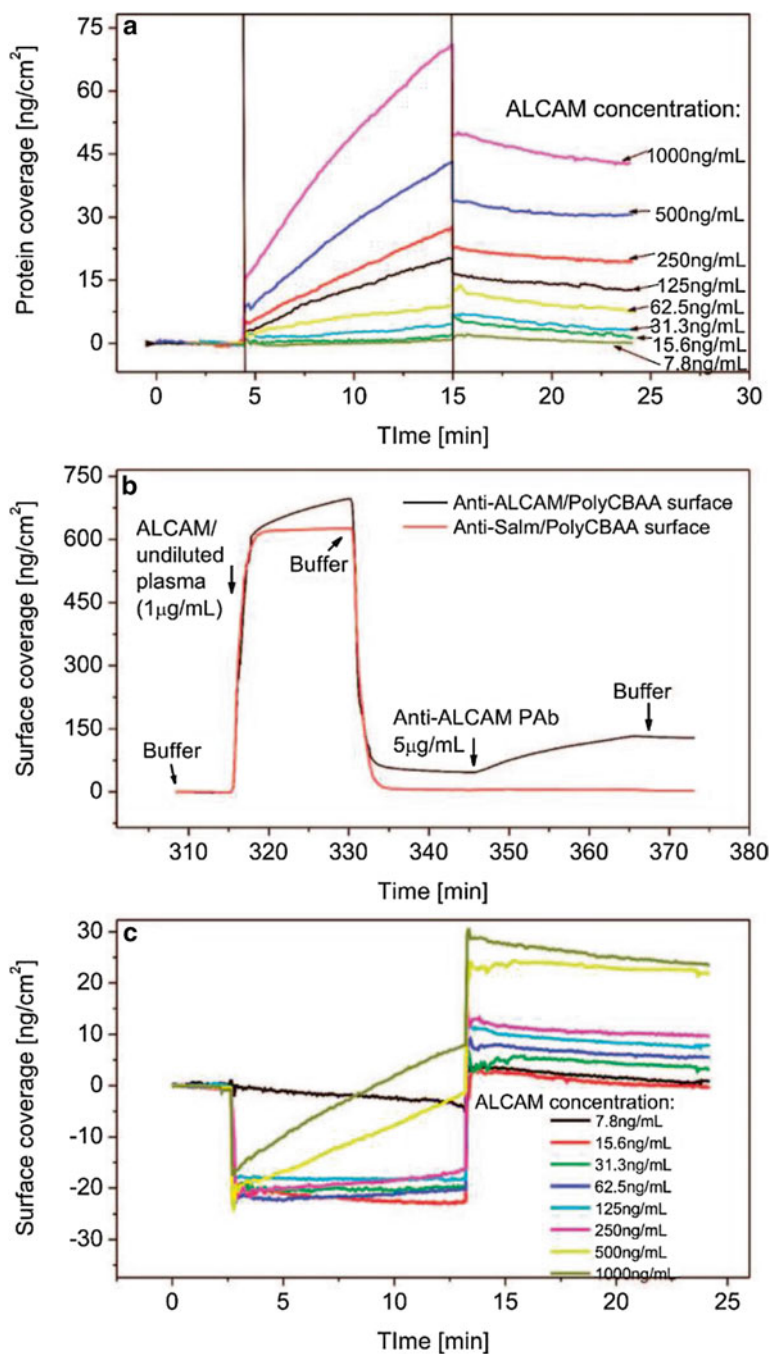 a
75
60
45
30
15
0
Protein coverage [ng/cm²]
ALCAM concentration:
1000ng/mL
500ng/mL
250ng/mL
125ng/mL
62.5ng/mL
31.3ng/mL
15.6ng/mL
7.8ng/mL
0 5 10 15 20 25 30
TIme [min]
b
750
600
450
300
150
0
Surface coverage [ng/cm²]
Anti-ALCAM/PolyCBAA surface
Anti-Salm/PolyCBAA surface
ALCAM/
undiluted
plasma
(1μg/mL)
Buffer
Buffer
Anti-ALCAM PAb
5μg/mL
Buffer
310 320 330 340 350 360 370 380
Time [min]
c
30
20
10
0
-10
-20
-30
Surface coverage [ng/cm²]
ALCAM concentration:
7.8ng/mL
15.6ng/mL
31.3ng/mL
62.5ng/mL
125ng/mL
250ng/mL
500ng/mL
1000ng/mL
0 5 10 15 20 25
TIme [min]